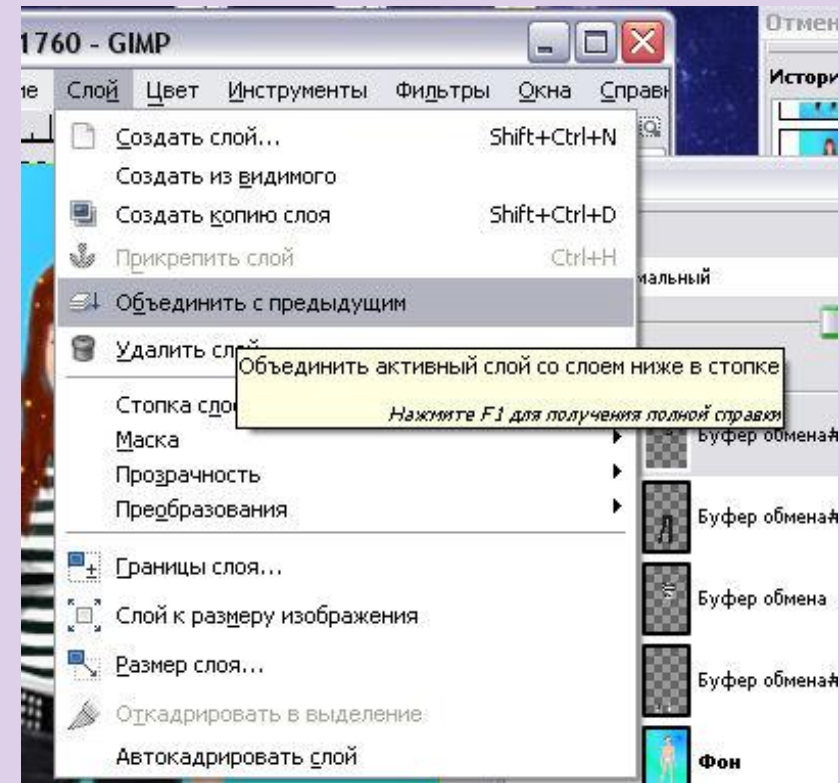 1760 - GIMP
Слой Цвет Инструменты Фильтры Окна Справ
Создать слой... Shift+Ctrl+N
Создать из видимого
Создать копию слоя Shift+Ctrl+D
Прикрепить слой Ctrl+H
Объединить с предыдущим
Удалить слой
Объединить активный слой со слоем ниже в стопке
Нажмите F1 для получения полной справки
Стопка сло
Маска
Прозрачность
Преобразования
Границы слоя...
Слой к размеру изображения
Размер слоя...
Откадрировать в выделение
Автокадрировать слой
Отмен
Истори
мальный
Буфер обмена#
Буфер обмена#
Буфер обмена
Буфер обмена#
Фон